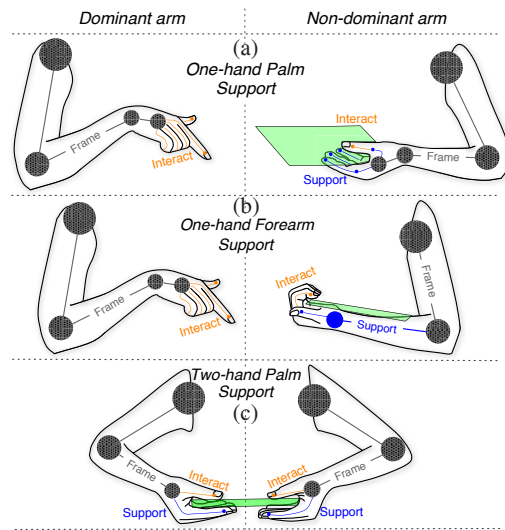 Dominant arm
Non-dominant arm
(a)
One-hand Palm
Support
Frame
Interact
Interact
Frame
Support
(b)
One-hand Forearm
Support
Frame
Interact
Interact
Frame
Support
Two-hand Palm
Support
(c)
Frame
Interact
Support
Interact
Frame
Support